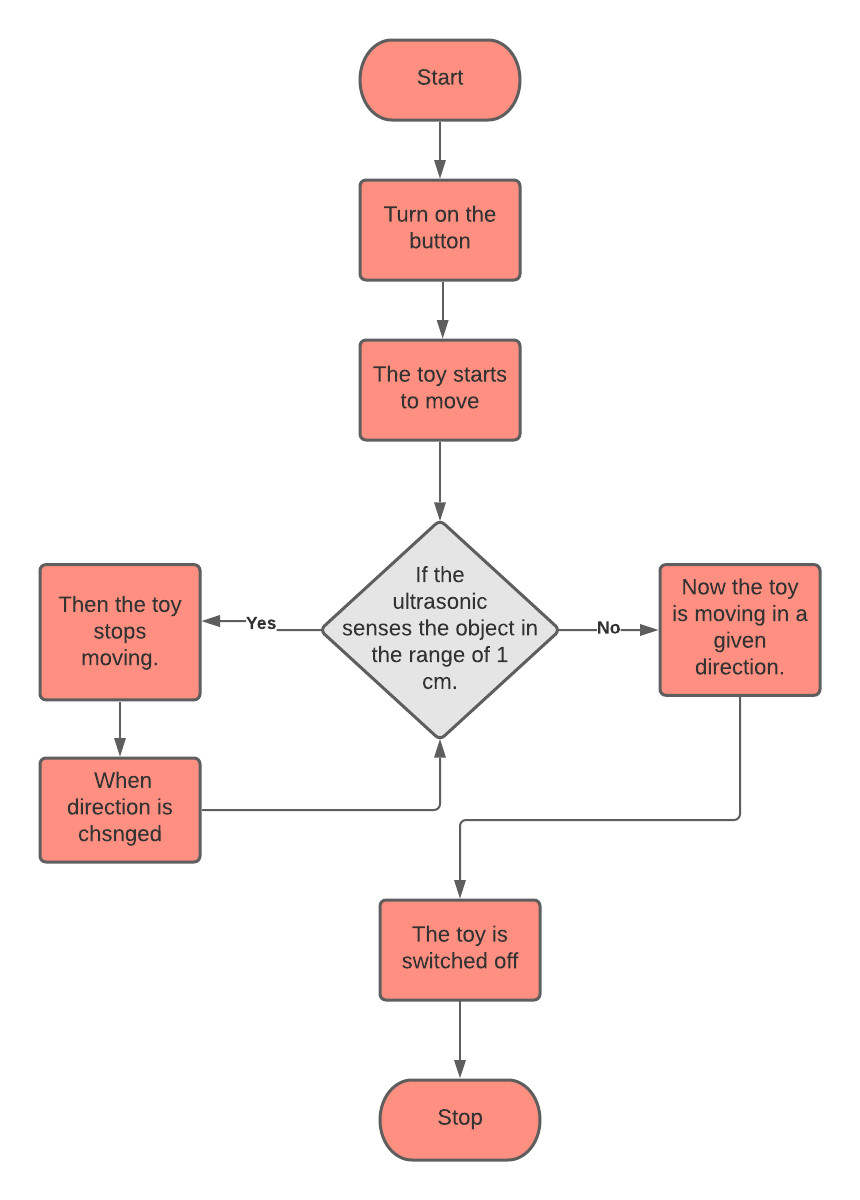 Start
Turn on the
button
The toy starts
to move
If the
ultrasonic
senses the object in
the range of 1
cm.
Yes
No
Then the toy
stops
moving.
Now the toy
is moving in a
given
direction.
When
direction is
chsnged
The toy is
switched off
Stop